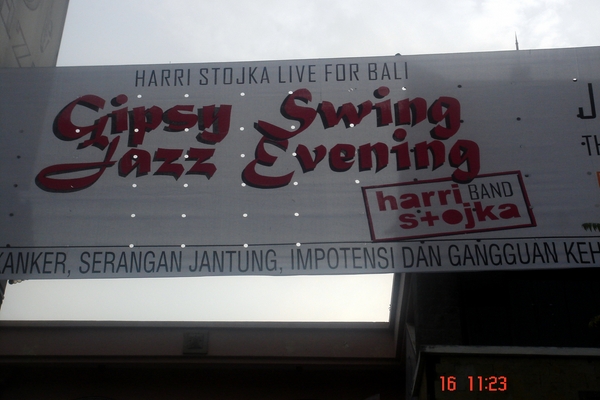 HARRI STOJKA LIVE FOR BALI
Gipsy Swing
Jazz Evening
harri BAND
stojka
KANKER, SERANGAN JANTUNG, IMPOTENSI DAN GANGGUAN KEH
J
TH
16 11:23